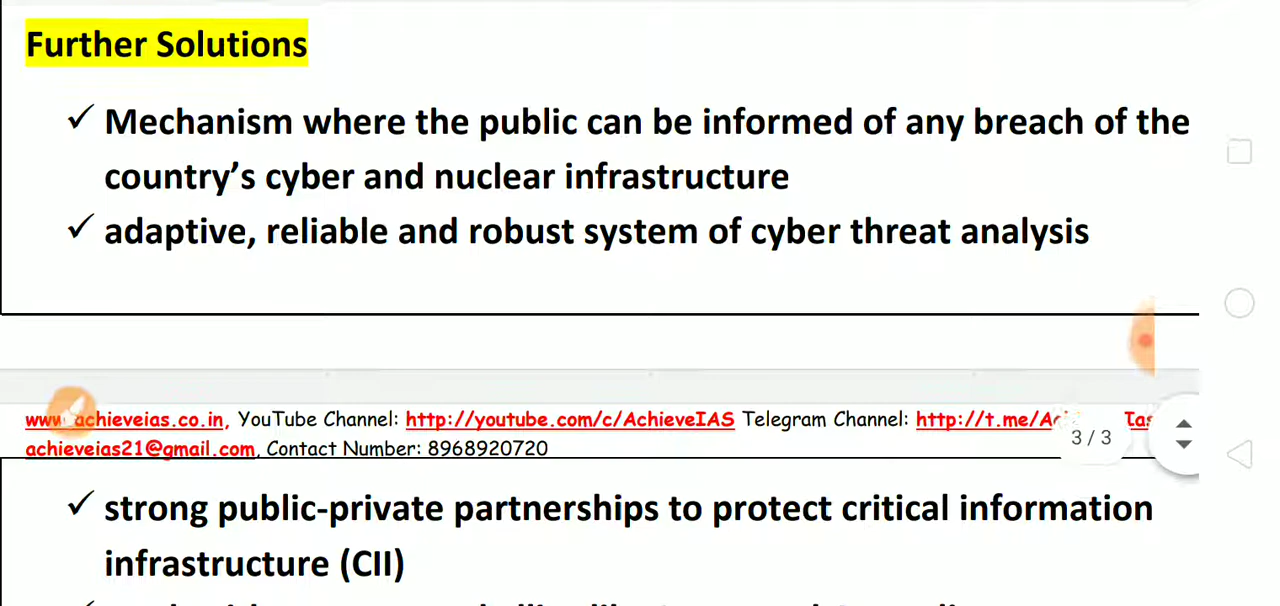 Further Solutions
✓ Mechanism where the public can be informed of any breach of the
country's cyber and nuclear infrastructure
✓ adaptive, reliable and robust system of cyber threat analysis
www.achieveias.co.in, YouTube Channel: http://youtube.com/c/AchieveIAS Telegram Channel: http://t.me/A
achieveias21@gmail.com, Contact Number: 8968920720
3 / 3
✓ strong public-private partnerships to protect critical information
infrastructure (CII)